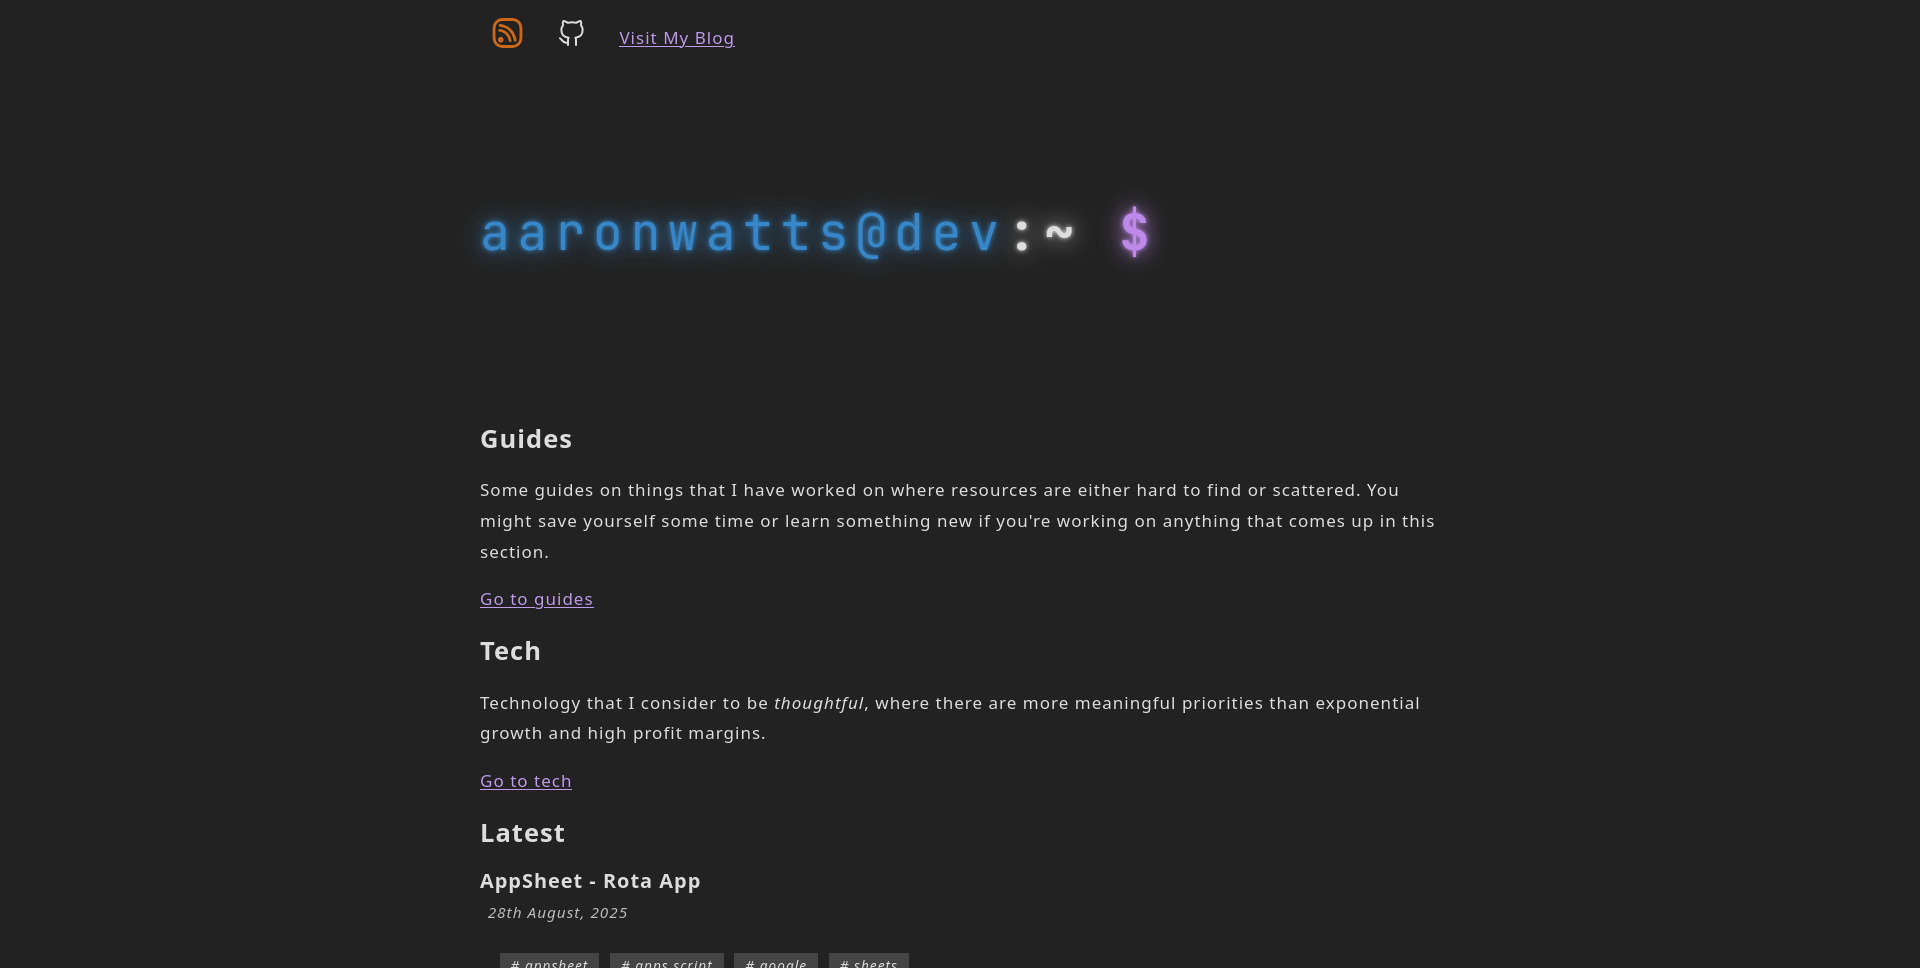 Visit My Blog
aaronwatts@dev:~ $
Guides
Some guides on things that I have worked on where resources are either hard to find or scattered. You
might save yourself some time or learn something new if you're working on anything that comes up in this
section.
Go to guides
Tech
Technology that I consider to be thoughtful, where there are more meaningful priorities than exponential
growth and high profit margins.
Go to tech
Latest
AppSheet - Rota App
28th August, 2025
# appsheet # apps script # google # sheets